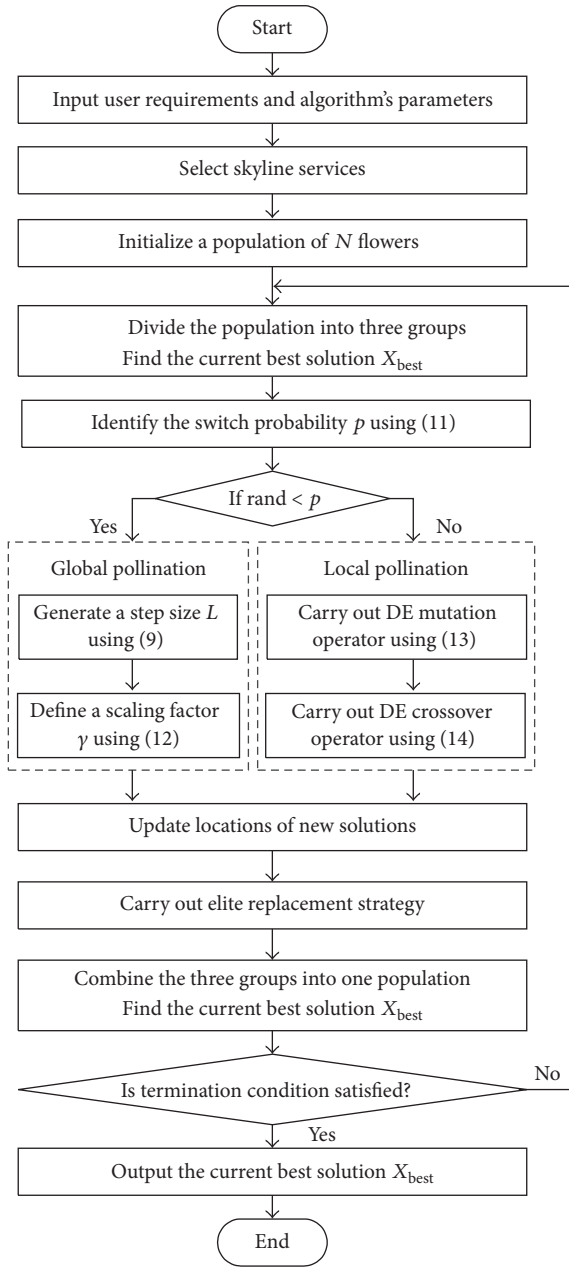 Start
Input user requirements and algorithm's parameters
Select skyline services
Initialize a population of N flowers
Divide the population into three groups
Find the current best solution X_best
Identify the switch probability p using (11)
If rand < p
Yes
No
Global pollination
Generate a step size L
using (9)
Define a scaling factor
γ using (12)
Local pollination
Carry out DE mutation
operator using (13)
Carry out DE crossover
operator using (14)
Update locations of new solutions
Carry out elite replacement strategy
Combine the three groups into one population
Find the current best solution X_best
Is termination condition satisfied?
No
Yes
Output the current best solution X_best
End